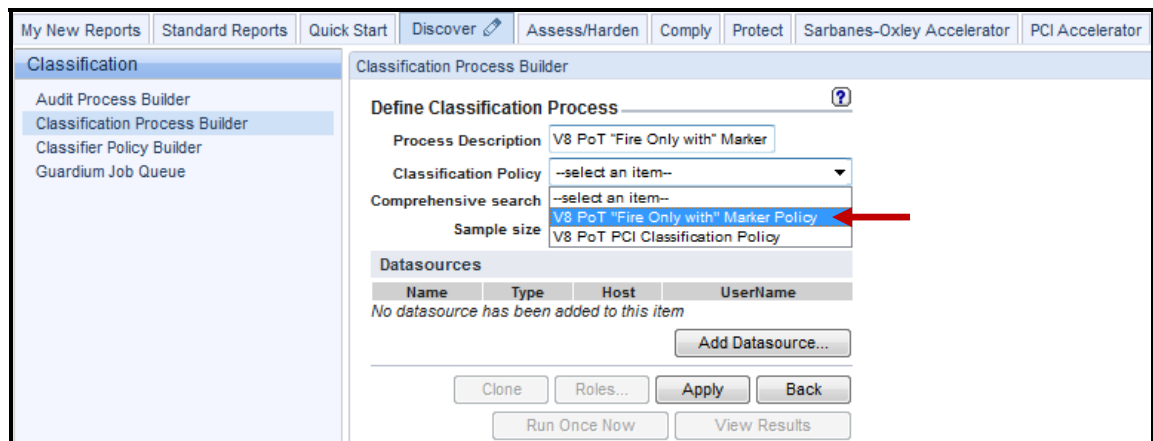 My New Reports Standard Reports Quick Start Discover Assess/Harden Comply Protect Sarbanes-Oxley Accelerator PCI Accelerator
Classification
Audit Process Builder
Classification Process Builder
Classifier Policy Builder
Guardium Job Queue
Classification Process Builder
Define Classification Process ?
Process Description V8 PoT "Fire Only with" Marker
Classification Policy --select an item--
Comprehensive search --select an item--
V8 PoT "Fire Only with" Marker Policy
Sample size V8 PoT PCI Classification Policy
Datasources
Name Type Host UserName
No datasource has been added to this item
Add Datasource...
Clone Roles... Apply Back
Run Once Now View Results